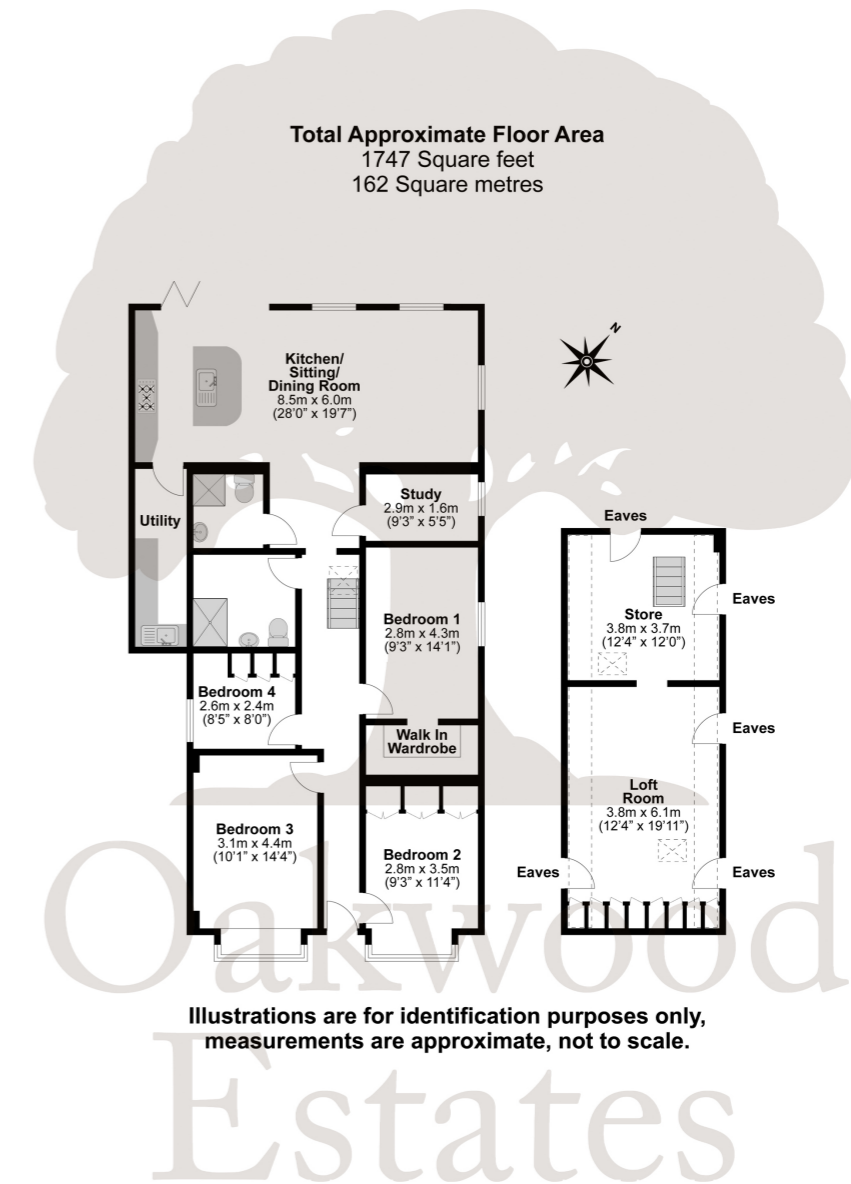 Total Approximate Floor Area
1747 Square feet
162 Square metres
N
Kitchen/
Sitting/
Dining Room
8.5m x 6.0m
(28'0" x 19'7")
Utility
Study
2.9m x 1.6m
(9'3" x 5'5")
Bedroom 1
2.8m x 4.3m
(9'3" x 14'1")
Walk In
Wardrobe
Bedroom 4
2.6m x 2.4m
(8'5" x 8'0")
Bedroom 3
3.1m x 4.4m
(10'1" x 14'4")
Bedroom 2
2.8m x 3.5m
(9'3" x 11'4")
Eaves
Eaves
Store
3.8m x 3.7m
(12'4" x 12'0")
Eaves
Loft
Room
3.8m x 6.1m
(12'4" x 19'11")
Eaves
Eaves
Oakwood
Illustrations are for identification purposes only,
measurements are approximate, not to scale.
Estates